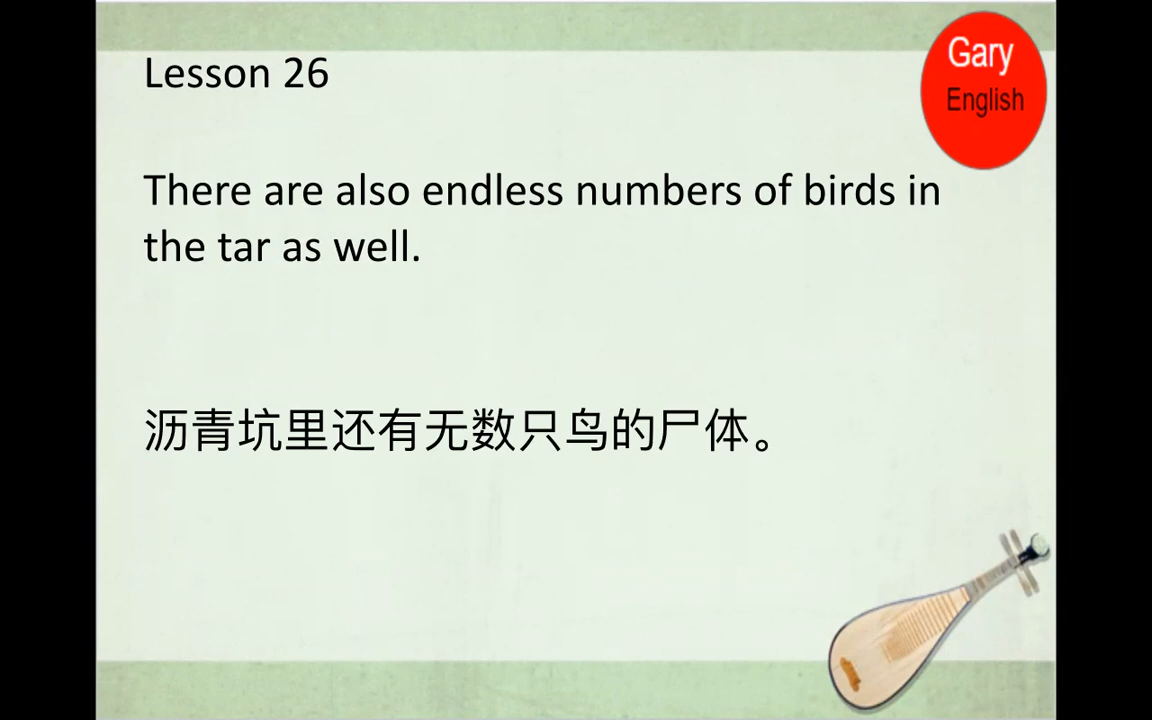 Lesson 26
Gary
English
There are also endless numbers of birds in
the tar as well.
沥青坑里还有无数只鸟的尸体。